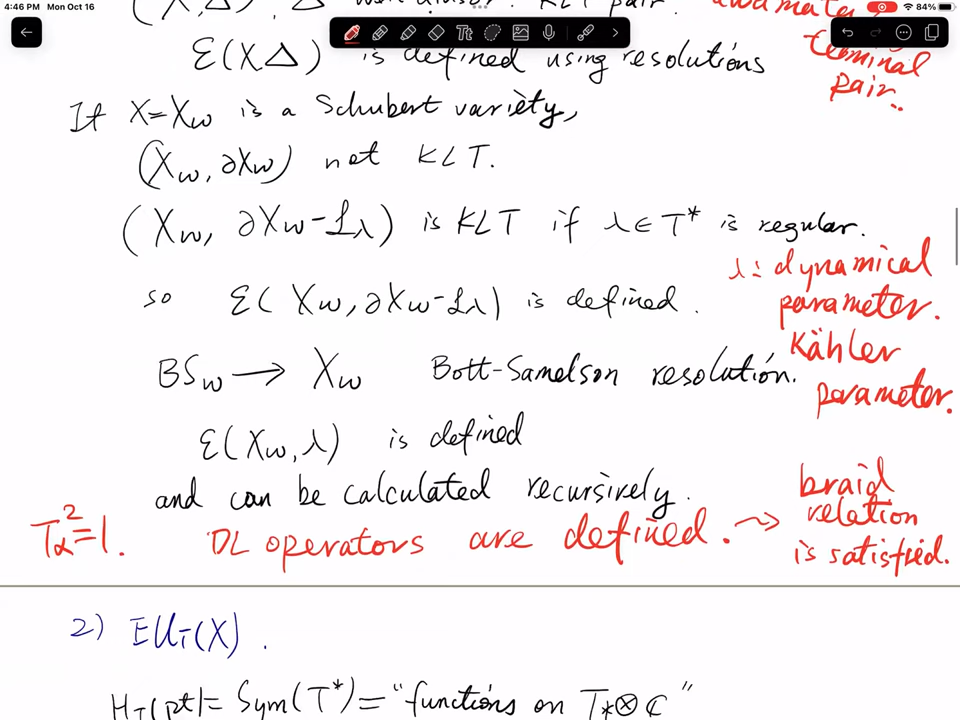 4:46 PM Mon Oct 16
84%
(X, Δ), Δ
KLT pair.
Tt
ε(XΔ) is defined using resolutions
terminal
pair..
If X=Xw is a Schubert variety,
(Xw, ∂Xw) not KLT.
(Xw, ∂Xw-𝓛λ) is KLT if λ∈T* is regular.
λ: dynamical
parameter.
so ε(Xw, ∂Xw-𝓛λ) is defined.
Kähler
parameter.
BSw → Xw Bott-Samelson resolution.
ε(Xw, λ) is defined
and can be calculated recursively.
Tα²=1. DL operators are defined. ⇝ braid
relation
is satisfied.
2) EllT(X).
HT(pt)= Sym(T*)= "functions on T*⊗ℂ"